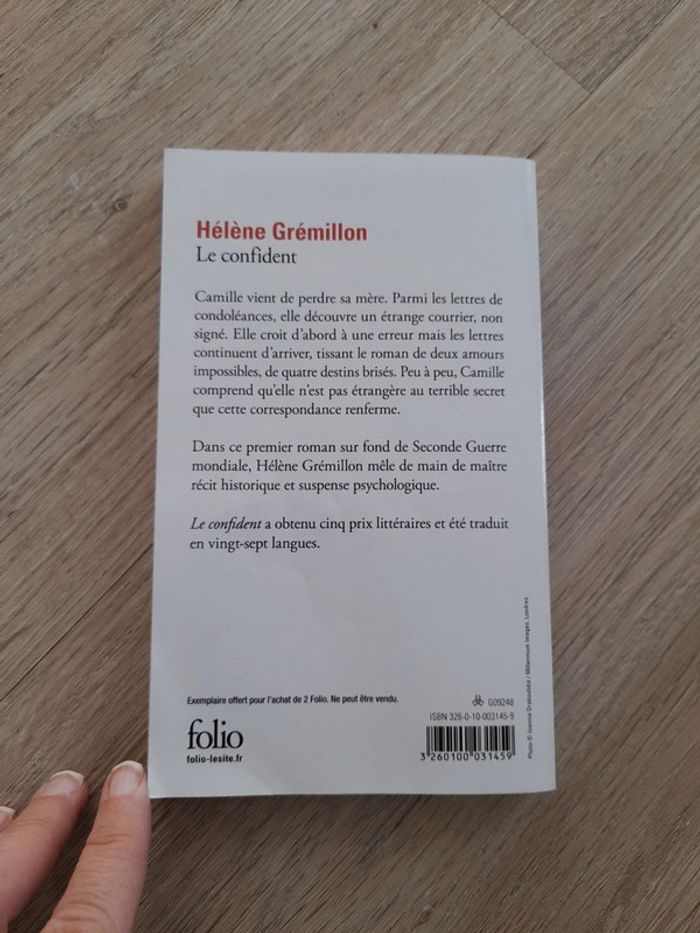 Hélène Grémillon
Le confident
Camille vient de perdre sa mère. Parmi les lettres de
condoléances, elle découvre un étrange courrier, non
signé. Elle croit d'abord à une erreur mais les lettres
continuent d'arriver, tissant le roman de deux amours
impossibles, de quatre destins brisés. Peu à peu, Camille
comprend qu'elle n'est pas étrangère au terrible secret
que cette correspondance renferme.
Dans ce premier roman sur fond de Seconde Guerre
mondiale, Hélène Grémillon mêle de main de maître
récit historique et suspense psychologique.
Le confident a obtenu cinq prix littéraires et été traduit
en vingt-sept langues.
Exemplaire offert pour l'achat de 2 Folio. Ne peut être vendu.
G09248
ISBN 326-0-10-003145-9
folio
folio-lesite.fr
3 260100 031459
Photo © Ioannis Drakoulidis / Millennium Images, Londres